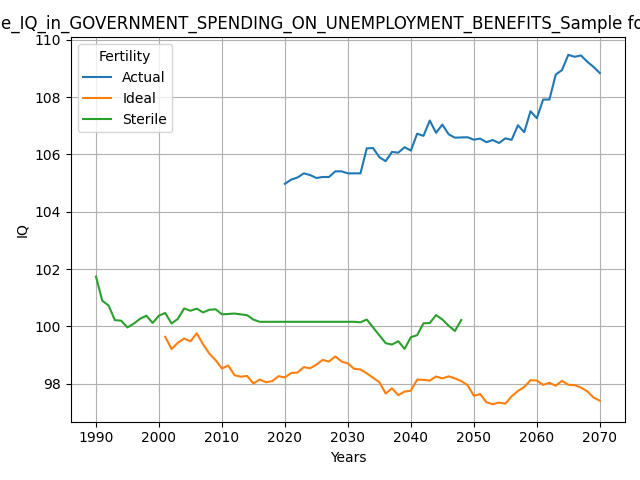 e_IQ_in_GOVERNMENT_SPENDING_ON_UNEMPLOYMENT_BENEFITS_Sample fo
Fertility
Actual
Ideal
Sterile
110
108
106
104
102
100
98
IQ
1990 2000 2010 2020 2030 2040 2050 2060 2070
Years